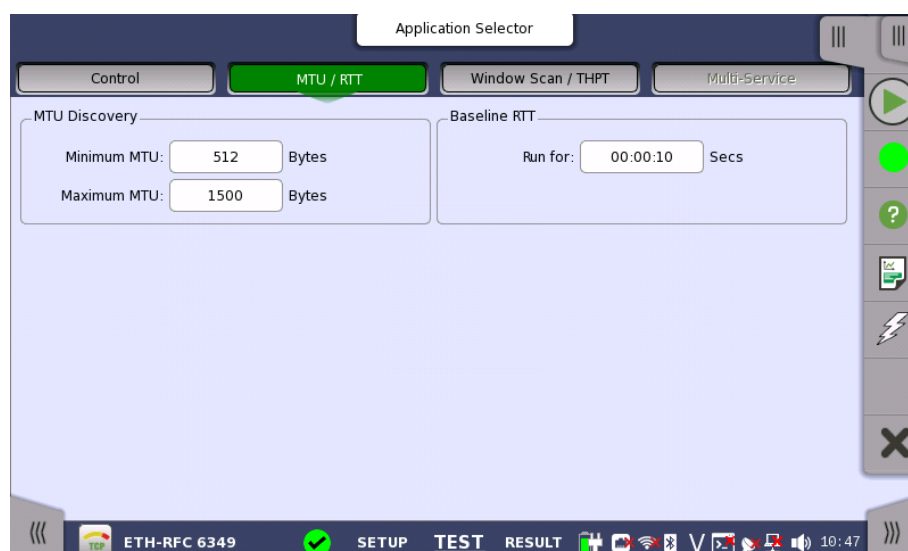 Application Selector
Control MTU / RTT Window Scan / THPT Multi-Service
MTU Discovery Baseline RTT
Minimum MTU: 512 Bytes Run for: 00:00:10 Secs
Maximum MTU: 1500 Bytes
TCP ETH-RFC 6349 SETUP TEST RESULT V 10:47